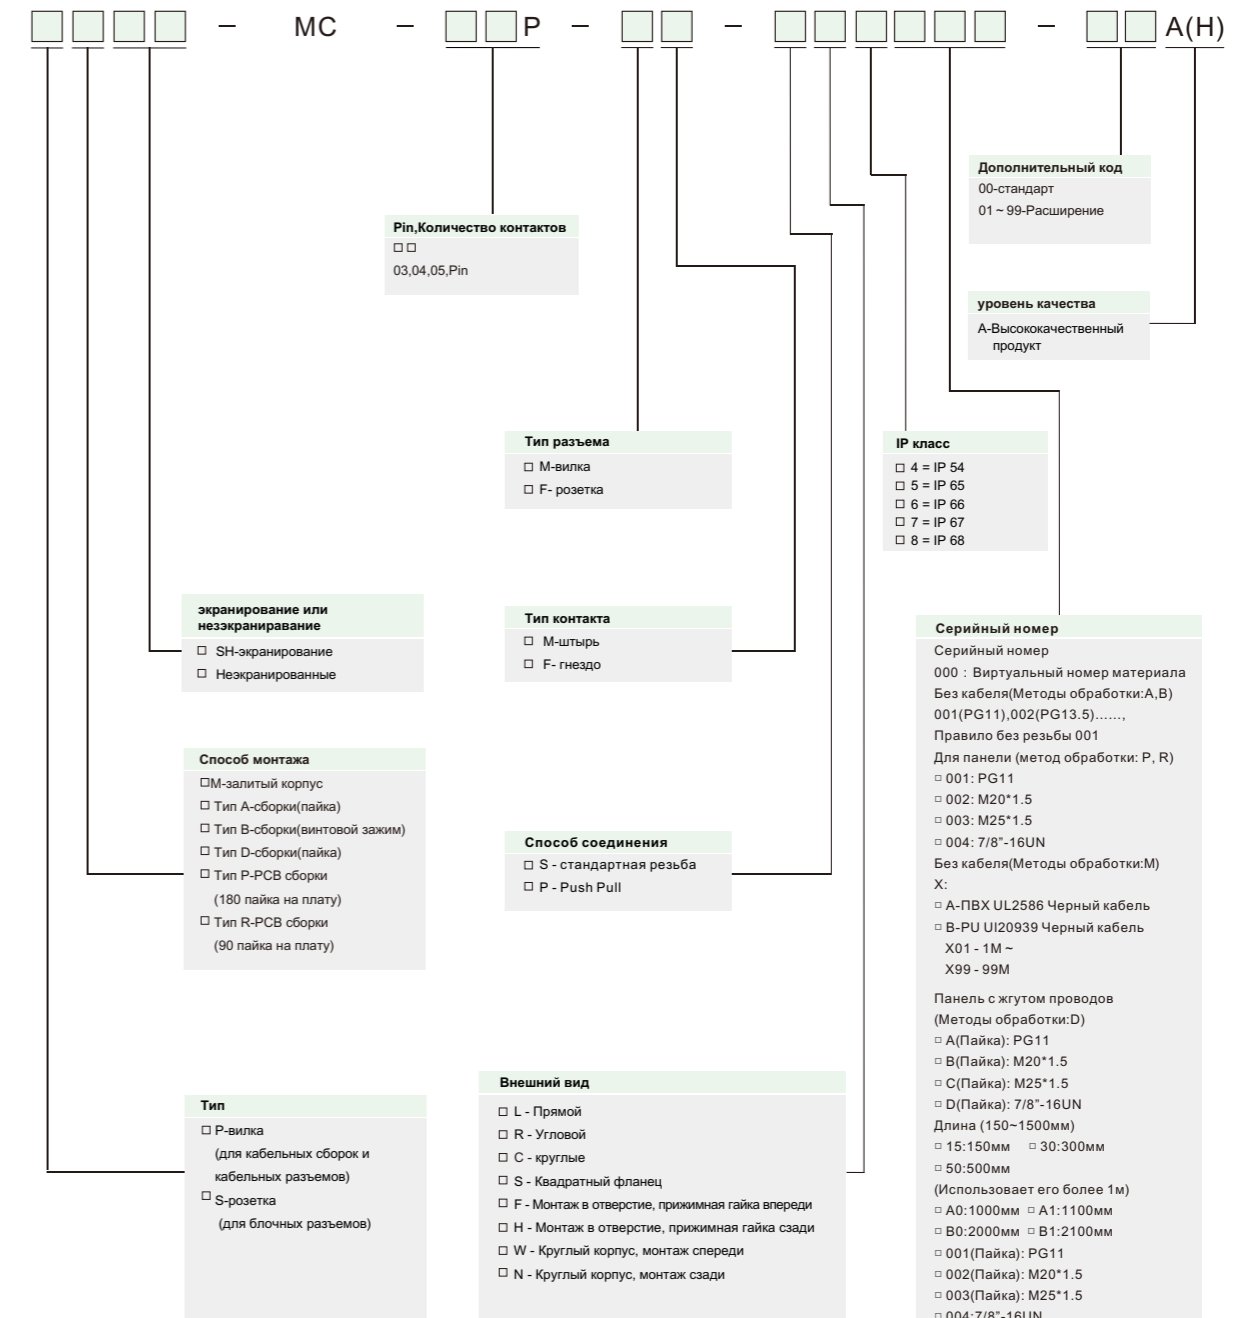 – MC – P – – – A(H)
Дополнительный код
00-стандарт
01 ~ 99-Расширение
Pin,Количество контактов
□ □
03,04,05,Pin
уровень качества
А-Высококачественный
продукт
Тип разъема
□ М-вилка
□ F- розетка
IP класс
□ 4 = IP 54
□ 5 = IP 65
□ 6 = IP 66
□ 7 = IP 67
□ 8 = IP 68
экранирование или
незэкраниравание
□ SH-экранирование
□ Неэкранированные
Тип контакта
□ М-штырь
□ F- гнездо
Способ монтажа
□М-залитый корпус
□ Тип А-сборки(пайка)
□ Тип В-сборки(винтовой зажим)
□ Тип D-сборки(пайка)
□ Тип P-PCB сборки
(180 пайка на плату)
□ Тип R-PCB сборки
(90 пайка на плату)
Способ соединения
□ S - стандартная резьба
□ P - Push Pull
Тип
□ Р-вилка
(для кабельных сборок и
кабельных разъемов)
□ S-розетка
(для блочных разъемов)
Внешний вид
□ L - Прямой
□ R - Угловой
□ C - круглые
□ S - Квадратный фланец
□ F - Монтаж в отверстие, прижимная гайка впереди
□ H - Монтаж в отверстие, прижимная гайка сзади
□ W - Круглый корпус, монтаж спереди
□ N - Круглый корпус, монтаж сзади
Серийный номер
Серийный номер
000 : Виртуальный номер материала
Без кабеля(Методы обработки:А,В)
001(PG11),002(PG13.5)……,
Правило без резьбы 001
Для панели (метод обработки: P, R)
□ 001: PG11
□ 002: M20*1.5
□ 003: M25*1.5
□ 004: 7/8”-16UN
Без кабеля(Методы обработки:М)
X:
□ А-ПВХ UL2586 Черный кабель
□ B-PU UI20939 Черный кабель
X01 - 1M ~
X99 - 99M
Панель с жгутом проводов
(Методы обработки:D)
□ A(Пайка): PG11
□ B(Пайка): M20*1.5
□ C(Пайка): M25*1.5
□ D(Пайка): 7/8”-16UN
Длина (150~1500мм)
□ 15:150мм □ 30:300мм
□ 50:500мм
(Использовает его более 1м)
□ A0:1000мм □ A1:1100мм
□ B0:2000мм □ B1:2100мм
□ 001(Пайка): PG11
□ 002(Пайка): M20*1.5
□ 003(Пайка): M25*1.5
□ 004:7/8”-16UN